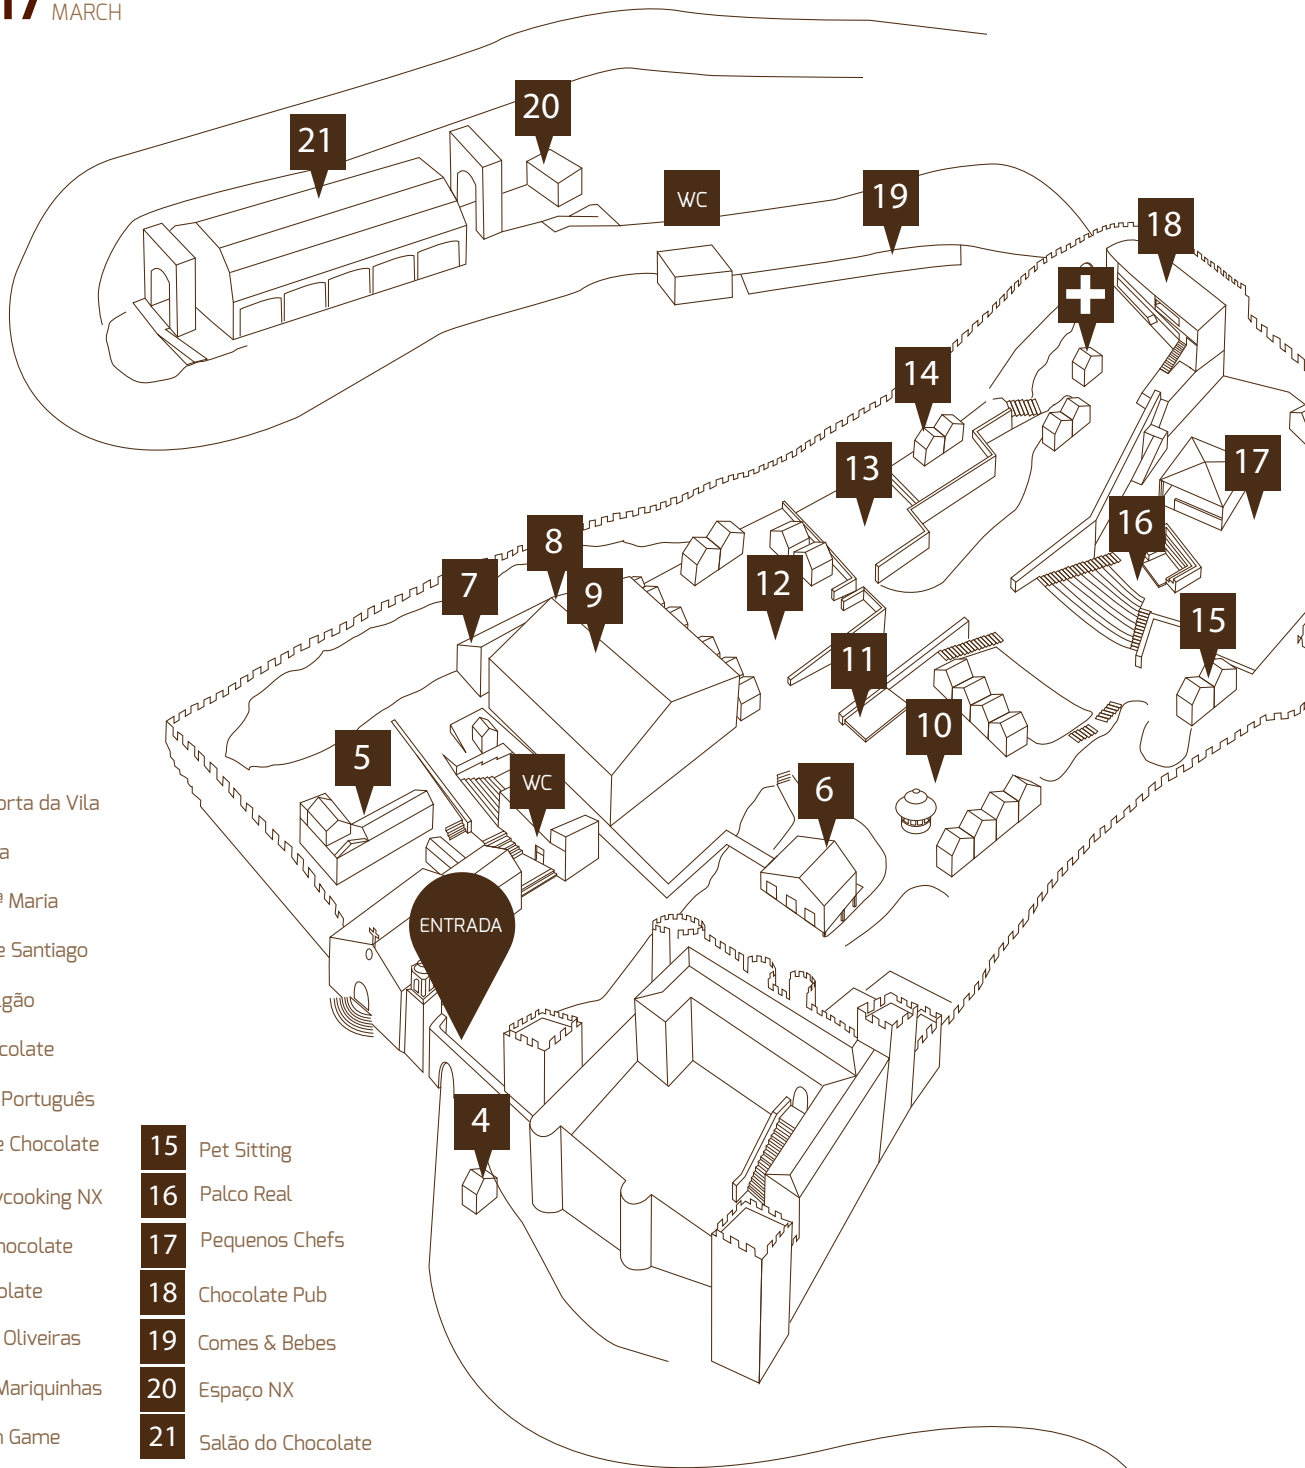 17 MARCH
21
20
WC
19
18
14
13
17
16
8
7
9
12
15
11
10
5
WC
6
ENTRADA
4
orta da Vila
a
ª Maria
e Santiago
gão
colate
Português
e Chocolate
ycooking NX
hocolate
olate
Oliveiras
Mariquinhas
n Game
15 Pet Sitting
16 Palco Real
17 Pequenos Chefs
18 Chocolate Pub
19 Comes & Bebes
20 Espaço NX
21 Salão do Chocolate